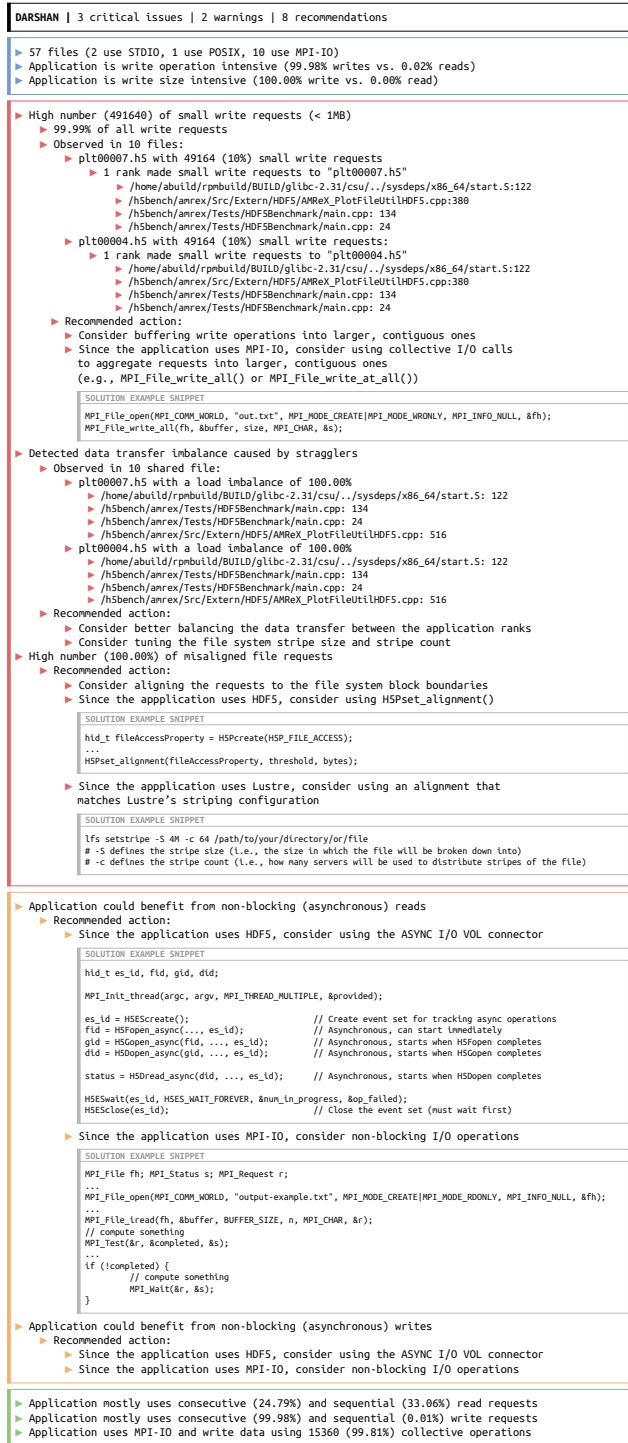 DARSHAN | 3 critical issues | 2 warnings | 8 recommendations
► 57 files (2 use STDIO, 1 use POSIX, 10 use MPI-IO)
► Application is write operation intensive (99.98% writes vs. 0.02% reads)
► Application is write size intensive (100.00% write vs. 0.00% read)
► High number (491640) of small write requests (< 1MB)
► 99.99% of all write requests
► Observed in 10 files:
► plt00007.h5 with 49164 (10%) small write requests
► 1 rank made small write requests to "plt00007.h5"
► /home/abuild/rpmbuild/BUILD/glibc-2.31/csu/../sysdeps/x86_64/start.S:122
► /h5bench/amrex/Src/Extern/HDF5/AMReX_PlotFileUtilHDF5.cpp:380
► /h5bench/amrex/Tests/HDF5Benchmark/main.cpp: 134
► /h5bench/amrex/Tests/HDF5Benchmark/main.cpp: 24
► plt00004.h5 with 49164 (10%) small write requests:
► 1 rank made small write requests to "plt00004.h5"
► /home/abuild/rpmbuild/BUILD/glibc-2.31/csu/../sysdeps/x86_64/start.S:122
► /h5bench/amrex/Src/Extern/HDF5/AMReX_PlotFileUtilHDF5.cpp:380
► /h5bench/amrex/Tests/HDF5Benchmark/main.cpp: 134
► /h5bench/amrex/Tests/HDF5Benchmark/main.cpp: 24
► Recommended action:
► Consider buffering write operations into larger, contiguous ones
► Since the application uses MPI-IO, consider using collective I/O calls
to aggregate requests into larger, contiguous ones
(e.g., MPI_File_write_all() or MPI_File_write_at_all())
SOLUTION EXAMPLE SNIPPET
MPI_File_open(MPI_COMM_WORLD, "out.txt", MPI_MODE_CREATE|MPI_MODE_WRONLY, MPI_INFO_NULL, &fh);
MPI_File_write_all(fh, &buffer, size, MPI_CHAR, &s);
► Detected data transfer imbalance caused by stragglers
► Observed in 10 shared file:
► plt00007.h5 with a load imbalance of 100.00%
► /home/abuild/rpmbuild/BUILD/glibc-2.31/csu/../sysdeps/x86_64/start.S: 122
► /h5bench/amrex/Tests/HDF5Benchmark/main.cpp: 134
► /h5bench/amrex/Tests/HDF5Benchmark/main.cpp: 24
► /h5bench/amrex/Src/Extern/HDF5/AMReX_PlotFileUtilHDF5.cpp: 516
► plt00004.h5 with a load imbalance of 100.00%
► /home/abuild/rpmbuild/BUILD/glibc-2.31/csu/../sysdeps/x86_64/start.S: 122
► /h5bench/amrex/Tests/HDF5Benchmark/main.cpp: 134
► /h5bench/amrex/Tests/HDF5Benchmark/main.cpp: 24
► /h5bench/amrex/Src/Extern/HDF5/AMReX_PlotFileUtilHDF5.cpp: 516
► Recommended action:
► Consider better balancing the data transfer between the application ranks
► Consider tuning the file system stripe size and stripe count
► High number (100.00%) of misaligned file requests
► Recommended action:
► Consider aligning the requests to the file system block boundaries
► Since the appplication uses HDF5, consider using H5Pset_alignment()
SOLUTION EXAMPLE SNIPPET
hid_t fileAccessProperty = H5Pcreate(H5P_FILE_ACCESS);
...
H5Pset_alignment(fileAccessProperty, threshold, bytes);
► Since the appplication uses Lustre, consider using an alignment that
matches Lustre's striping configuration
SOLUTION EXAMPLE SNIPPET
lfs setstripe -S 4M -c 64 /path/to/your/directory/or/file
# -S defines the stripe size (i.e., the size in which the file will be broken down into)
# -c defines the stripe count (i.e., how many servers will be used to distribute stripes of the file)
► Application could benefit from non-blocking (asynchronous) reads
► Recommended action:
► Since the application uses HDF5, consider using the ASYNC I/O VOL connector
SOLUTION EXAMPLE SNIPPET
hid_t es_id, fid, gid, did;
MPI_Init_thread(argc, argv, MPI_THREAD_MULTIPLE, &provided);
es_id = H5EScreate(); // Create event set for tracking async operations
fid = H5Fopen_async(..., es_id); // Asynchronous, can start immediately
gid = H5Gopen_async(fid, ..., es_id); // Asynchronous, starts when H5Fopen completes
did = H5Dopen_async(gid, ..., es_id); // Asynchronous, starts when H5Gopen completes
status = H5Dread_async(did, ..., es_id); // Asynchronous, starts when H5Dopen completes
H5ESwait(es_id, H5ES_WAIT_FOREVER, &num_in_progress, &op_failed);
H5ESclose(es_id); // Close the event set (must wait first)
► Since the application uses MPI-IO, consider non-blocking I/O operations
SOLUTION EXAMPLE SNIPPET
MPI_File fh; MPI_Status s; MPI_Request r;
...
MPI_File_open(MPI_COMM_WORLD, "output-example.txt", MPI_MODE_CREATE|MPI_MODE_RDONLY, MPI_INFO_NULL, &fh);
...
MPI_File_iread(fh, &buffer, BUFFER_SIZE, n, MPI_CHAR, &r);
// compute something
MPI_Test(&r, &completed, &s);
...
if (!completed) {
// compute something
MPI_Wait(&r, &s);
}
► Application could benefit from non-blocking (asynchronous) writes
► Recommended action:
► Since the application uses HDF5, consider using the ASYNC I/O VOL connector
► Since the application uses MPI-IO, consider non-blocking I/O operations
► Application mostly uses consecutive (24.79%) and sequential (33.06%) read requests
► Application mostly uses consecutive (99.98%) and sequential (0.01%) write requests
► Application uses MPI-IO and write data using 15360 (99.81%) collective operations